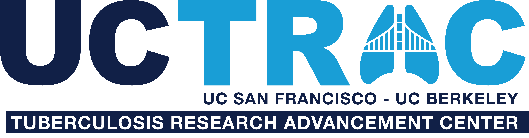 UCTRAC
UC SAN FRANCISCO - UC BERKELEY
TUBERCULOSIS RESEARCH ADVANCEMENT CENTER